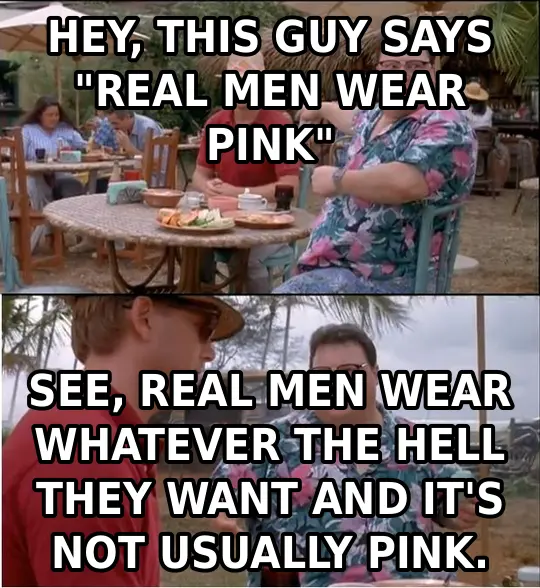 HEY, THIS GUY SAYS
"REAL MEN WEAR
PINK"
SEE, REAL MEN WEAR
WHATEVER THE HELL
THEY WANT AND IT'S
NOT USUALLY PINK.